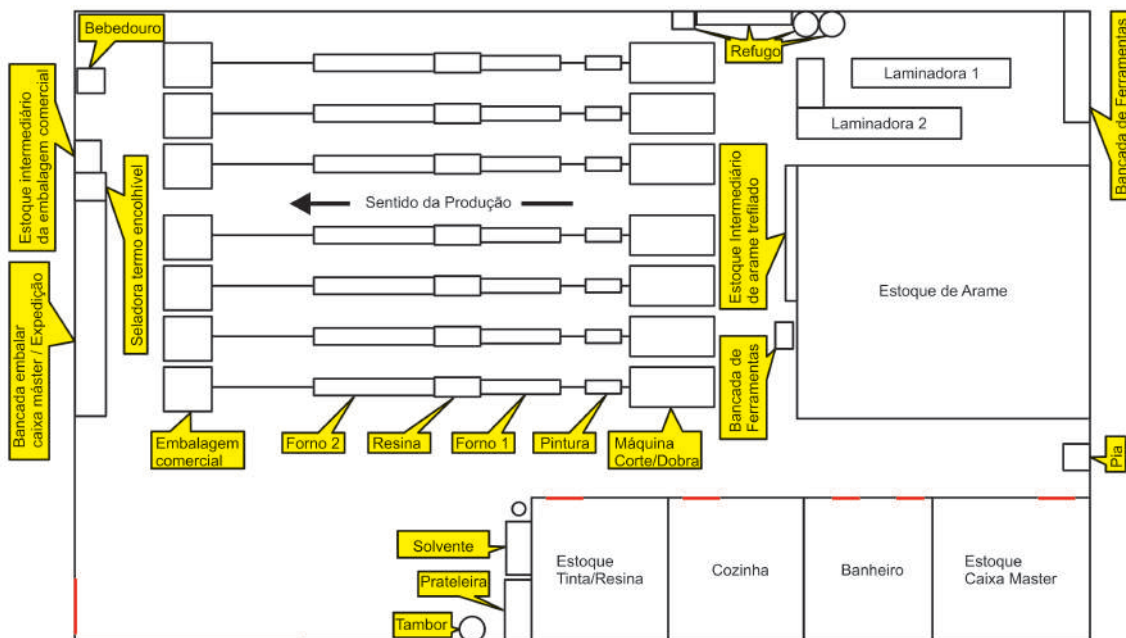 Bebedouro
Refugo
Laminadora 1
Laminadora 2
Bancada de Ferramentas
Estoque intermediário
da embalagem comercial
Seladora termo encolhível
Sentido da Produção
Estoque Intermediário
de arame trefilado
Estoque de Arame
Bancada embalar
caixa máster / Expedição
Bancada de
Ferramentas
Embalagem
comercial
Forno 2
Resina
Forno 1
Pintura
Máquina
Corte/Dobra
Pia
Solvente
Prateleira
Tambor
Estoque
Tinta/Resina
Cozinha
Banheiro
Estoque
Caixa Master